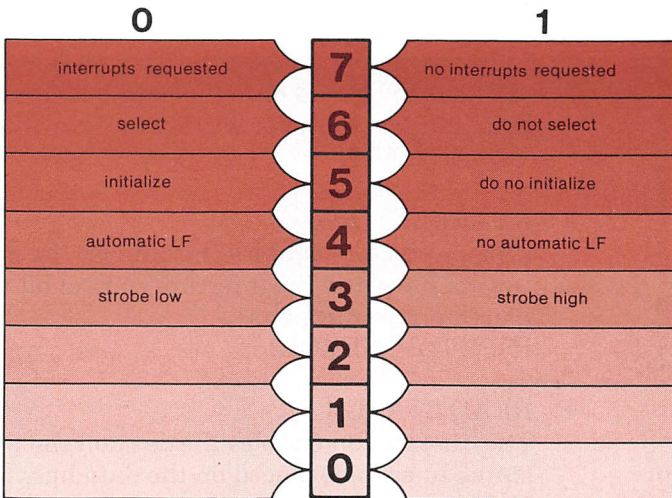 0 1
interrupts requested 7 no interrupts requested
select 6 do not select
initialize 5 do no initialize
automatic LF 4 no automatic LF
strobe low 3 strobe high
2
1
0